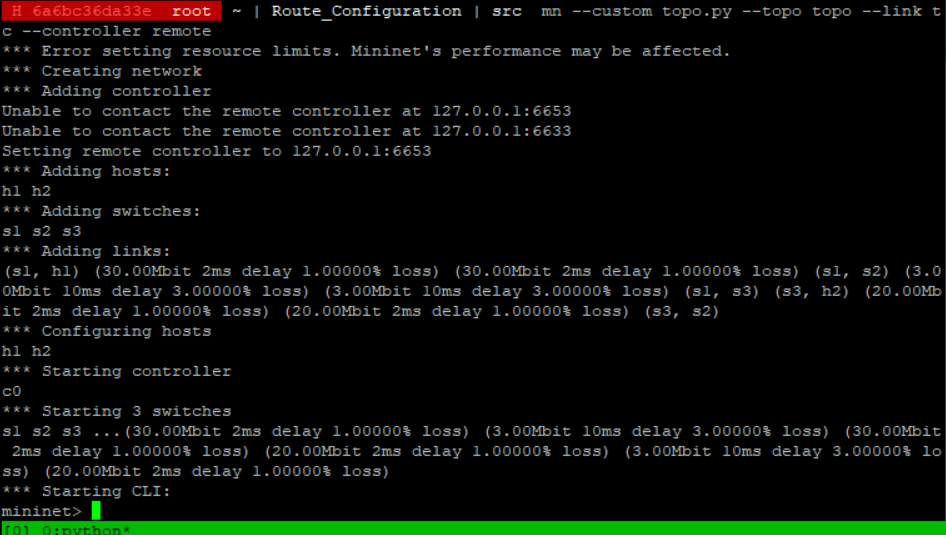 H 6a6bc36da33e root ~ | Route_Configuration | src mn --custom topo.py --topo topo --link t
c --controller remote
*** Error setting resource limits. Mininet's performance may be affected.
*** Creating network
*** Adding controller
Unable to contact the remote controller at 127.0.0.1:6653
Unable to contact the remote controller at 127.0.0.1:6633
Setting remote controller to 127.0.0.1:6653
*** Adding hosts:
h1 h2
*** Adding switches:
s1 s2 s3
*** Adding links:
(s1, h1) (30.00Mbit 2ms delay 1.00000% loss) (30.00Mbit 2ms delay 1.00000% loss) (s1, s2) (3.0
0Mbit 10ms delay 3.00000% loss) (3.00Mbit 10ms delay 3.00000% loss) (s1, s3) (s3, h2) (20.00Mb
it 2ms delay 1.00000% loss) (20.00Mbit 2ms delay 1.00000% loss) (s3, s2)
*** Configuring hosts
h1 h2
*** Starting controller
c0
*** Starting 3 switches
s1 s2 s3 ...(30.00Mbit 2ms delay 1.00000% loss) (3.00Mbit 10ms delay 3.00000% loss) (30.00Mbit
 2ms delay 1.00000% loss) (20.00Mbit 2ms delay 1.00000% loss) (3.00Mbit 10ms delay 3.00000% lo
ss) (20.00Mbit 2ms delay 1.00000% loss)
*** Starting CLI:
mininet>
[0] 0:python*